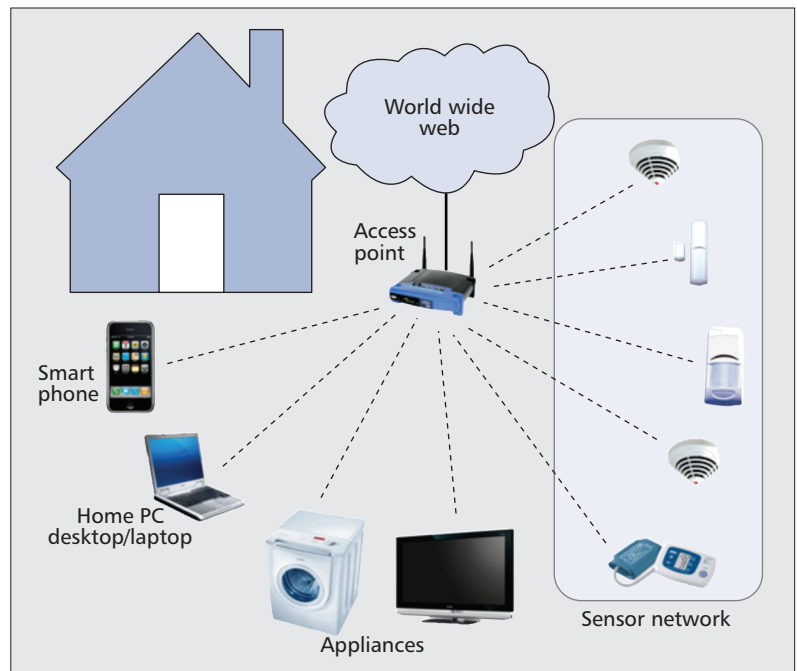 World wide
web
Access
point
Smart
phone
Home PC
desktop/laptop
Appliances
Sensor network